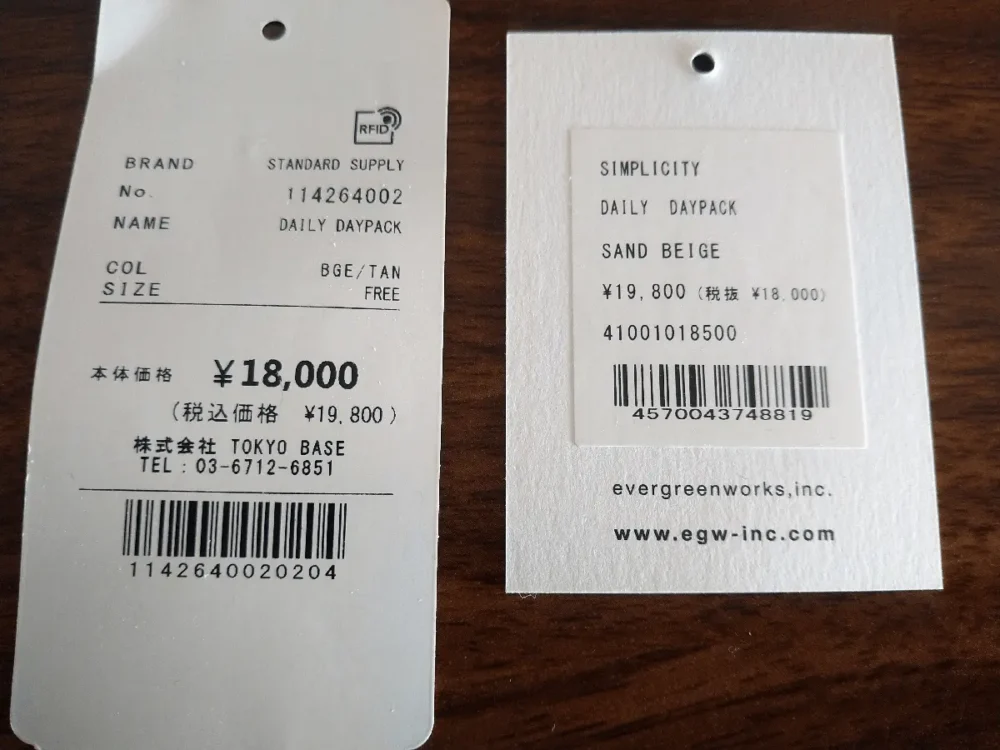 RFID
BRAND STANDARD SUPPLY
No. 114264002
NAME DAILY DAYPACK
COL BGE/TAN
SIZE FREE
本体価格 ¥18,000
(税込価格 ¥19,800)
株式会社 TOKYO BASE
TEL : 03-6712-6851
1142640020204
SIMPLICITY
DAILY DAYPACK
SAND BEIGE
¥19,800 (税抜 ¥18,000)
41001018500
4570043748819
evergreenworks,inc.
www.egw-inc.com